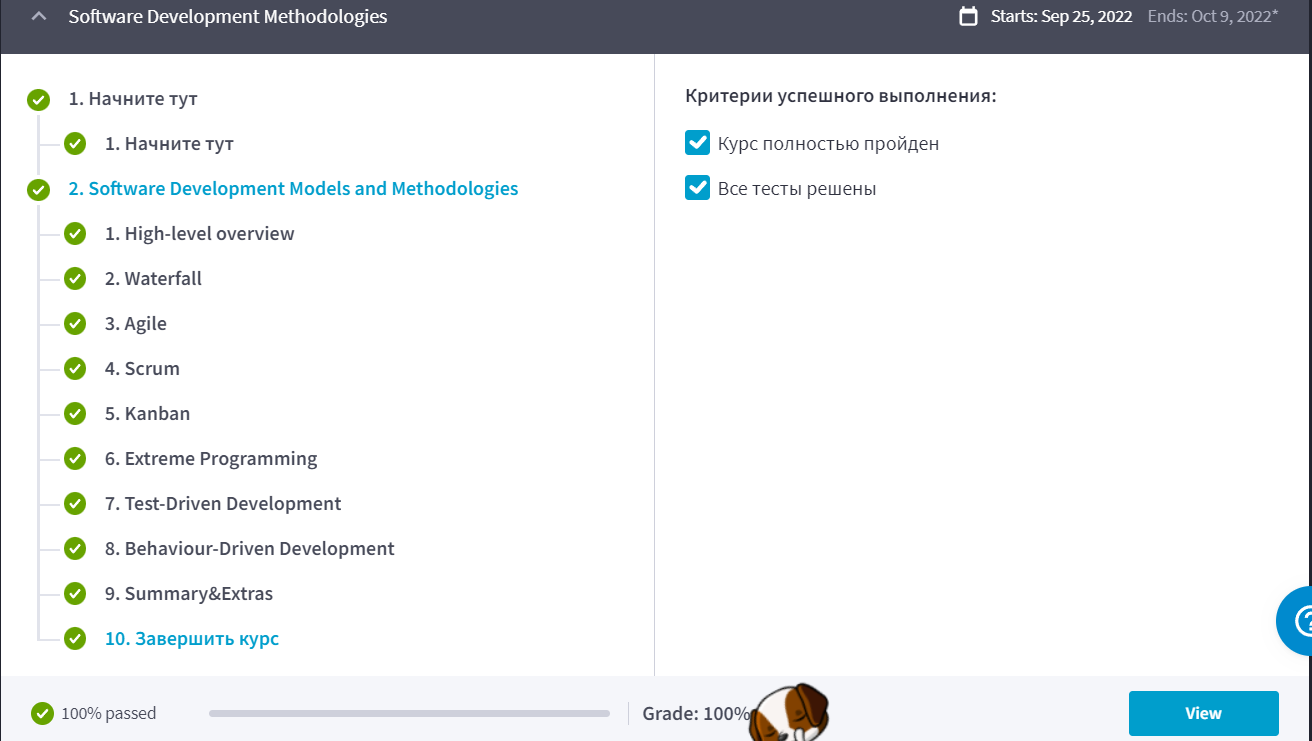 Software Development Methodologies
Starts: Sep 25, 2022 Ends: Oct 9, 2022*
1. Начните тут
1. Начните тут
2. Software Development Models and Methodologies
1. High-level overview
2. Waterfall
3. Agile
4. Scrum
5. Kanban
6. Extreme Programming
7. Test-Driven Development
8. Behaviour-Driven Development
9. Summary&Extras
10. Завершить курс
Критерии успешного выполнения:
Курс полностью пройден
Все тесты решены
100% passed
Grade: 100%
View